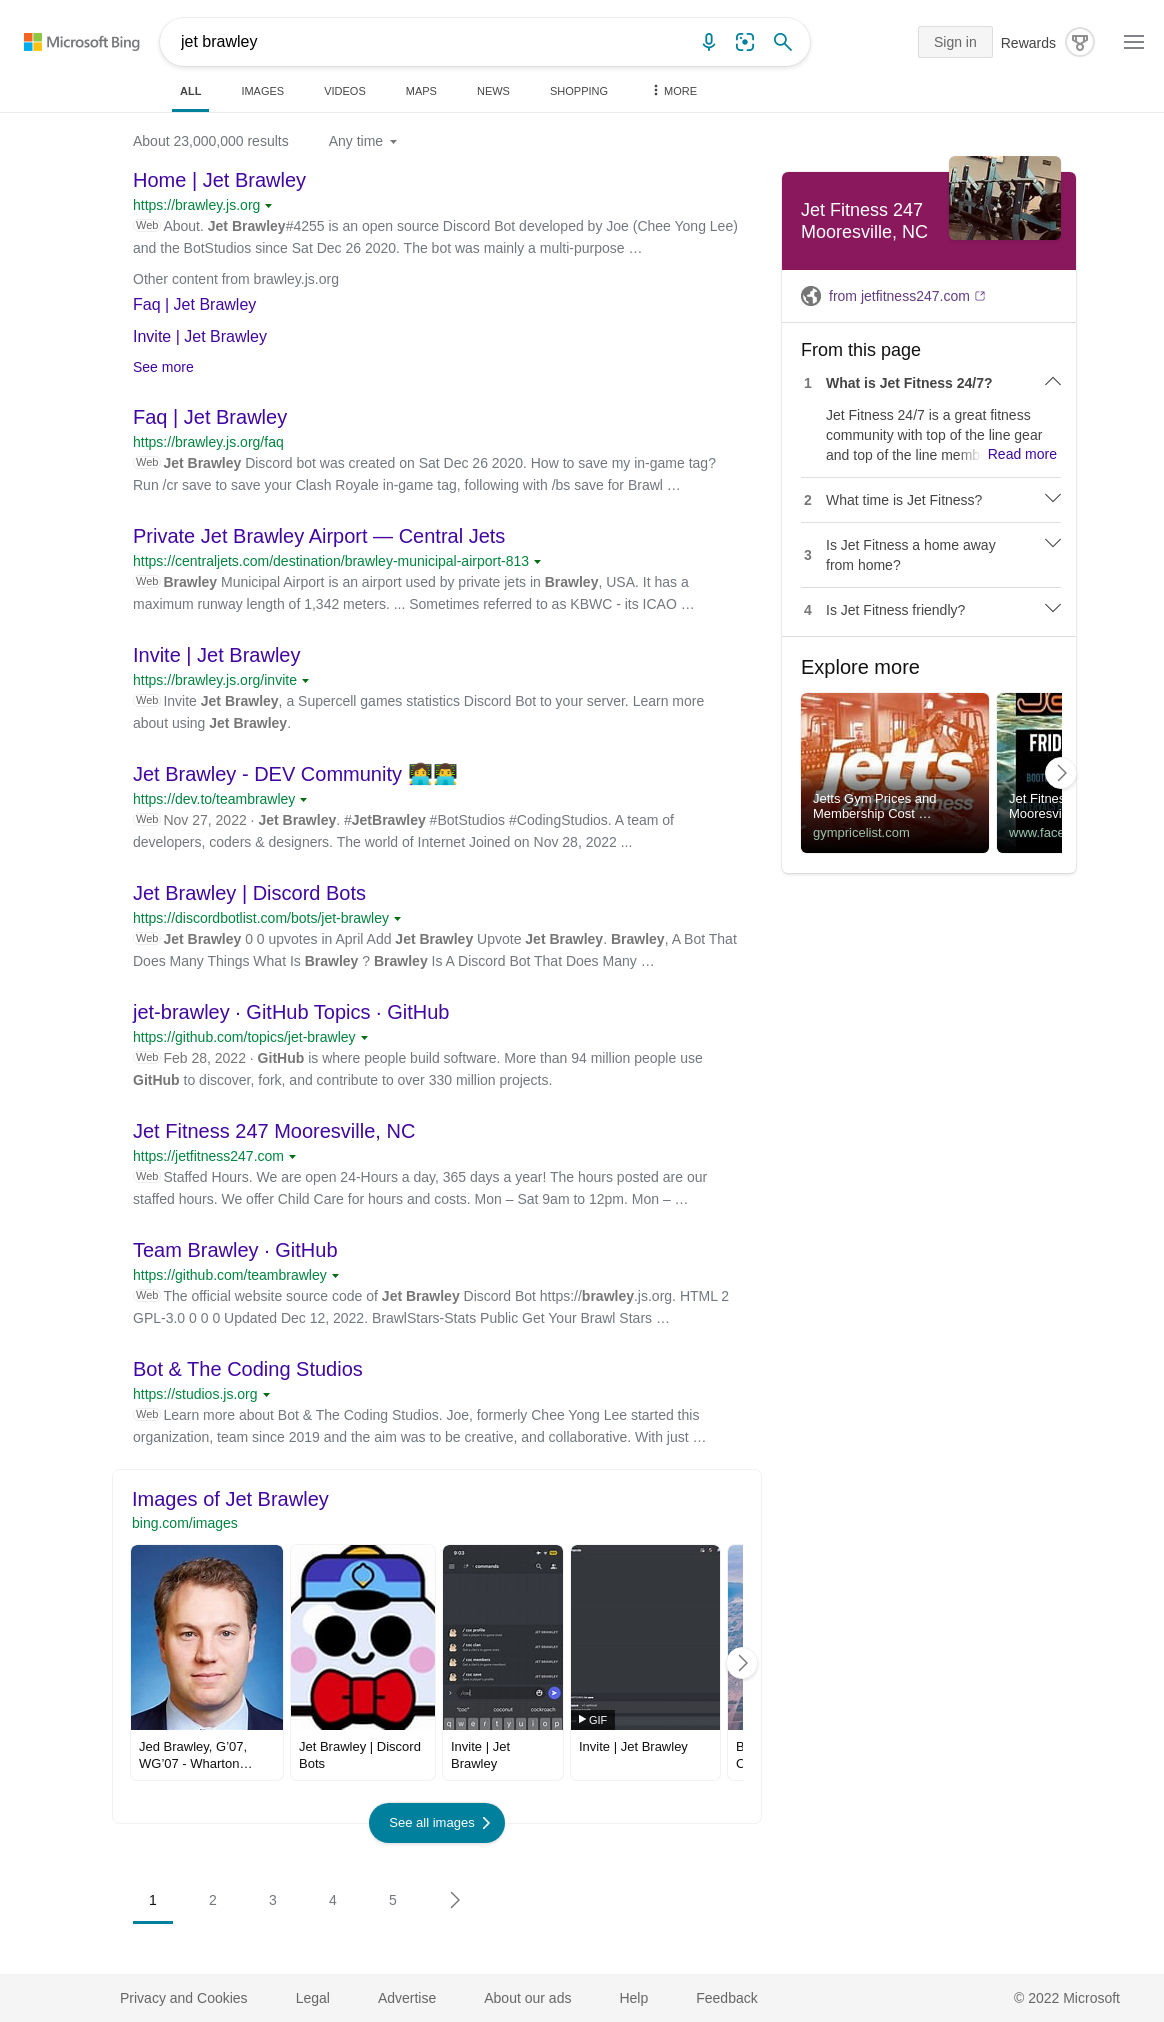 Microsoft Bing
jet brawley
Sign in
Rewards
ALL
IMAGES
VIDEOS
MAPS
NEWS
SHOPPING
MORE
About 23,000,000 results
Any time
Home | Jet Brawley
https://brawley.js.org
Web About. Jet Brawley#4255 is an open source Discord Bot developed by Joe (Chee Yong Lee)
and the BotStudios since Sat Dec 26 2020. The bot was mainly a multi-purpose …
Other content from brawley.js.org
Faq | Jet Brawley
Invite | Jet Brawley
See more
Faq | Jet Brawley
https://brawley.js.org/faq
Web Jet Brawley Discord bot was created on Sat Dec 26 2020. How to save my in-game tag?
Run /cr save to save your Clash Royale in-game tag, following with /bs save for Brawl …
Private Jet Brawley Airport — Central Jets
https://centraljets.com/destination/brawley-municipal-airport-813
Web Brawley Municipal Airport is an airport used by private jets in Brawley, USA. It has a
maximum runway length of 1,342 meters. ... Sometimes referred to as KBWC - its ICAO …
Invite | Jet Brawley
https://brawley.js.org/invite
Web Invite Jet Brawley, a Supercell games statistics Discord Bot to your server. Learn more
about using Jet Brawley.
Jet Brawley - DEV Community 👩‍💻👨‍💻
https://dev.to/teambrawley
Web Nov 27, 2022 · Jet Brawley. #JetBrawley #BotStudios #CodingStudios. A team of
developers, coders & designers. The world of Internet Joined on Nov 28, 2022 ...
Jet Brawley | Discord Bots
https://discordbotlist.com/bots/jet-brawley
Web Jet Brawley 0 0 upvotes in April Add Jet Brawley Upvote Jet Brawley. Brawley, A Bot That
Does Many Things What Is Brawley ? Brawley Is A Discord Bot That Does Many …
jet-brawley · GitHub Topics · GitHub
https://github.com/topics/jet-brawley
Web Feb 28, 2022 · GitHub is where people build software. More than 94 million people use
GitHub to discover, fork, and contribute to over 330 million projects.
Jet Fitness 247 Mooresville, NC
https://jetfitness247.com
Web Staffed Hours. We are open 24-Hours a day, 365 days a year! The hours posted are our
staffed hours. We offer Child Care for hours and costs. Mon – Sat 9am to 12pm. Mon – …
Team Brawley · GitHub
https://github.com/teambrawley
Web The official website source code of Jet Brawley Discord Bot https://brawley.js.org. HTML 2
GPL-3.0 0 0 0 Updated Dec 12, 2022. BrawlStars-Stats Public Get Your Brawl Stars …
Bot & The Coding Studios
https://studios.js.org
Web Learn more about Bot & The Coding Studios. Joe, formerly Chee Yong Lee started this
organization, team since 2019 and the aim was to be creative, and collaborative. With just …
Images of Jet Brawley
bing.com/images
9:03
commands
/ coc profile
/ coc clan
/ coc members
/ coc save
JET BRAWLEY
JET BRAWLEY
JET BRAWLEY
JET BRAWLEY
"coc" coconut cockroach
q w e r t y u i o p
GIF
Jed Brawley, G'07,
WG'07 - Wharton…
Jet Brawley | Discord
Bots
Invite | Jet
Brawley
Invite | Jet Brawley
See all images
1
2
3
4
5
Jet Fitness 247
Mooresville, NC
from jetfitness247.com
From this page
1 What is Jet Fitness 24/7?
Jet Fitness 24/7 is a great fitness
community with top of the line gear
and top of the line memb Read more
2 What time is Jet Fitness?
3 Is Jet Fitness a home away
from home?
4 Is Jet Fitness friendly?
Explore more
jetts
24 hour fitness
Jetts Gym Prices and
Membership Cost …
gympricelist.com
FRID
BOOT
Jet Fitnes
Mooresvi
www.face
Privacy and Cookies
Legal
Advertise
About our ads
Help
Feedback
© 2022 Microsoft